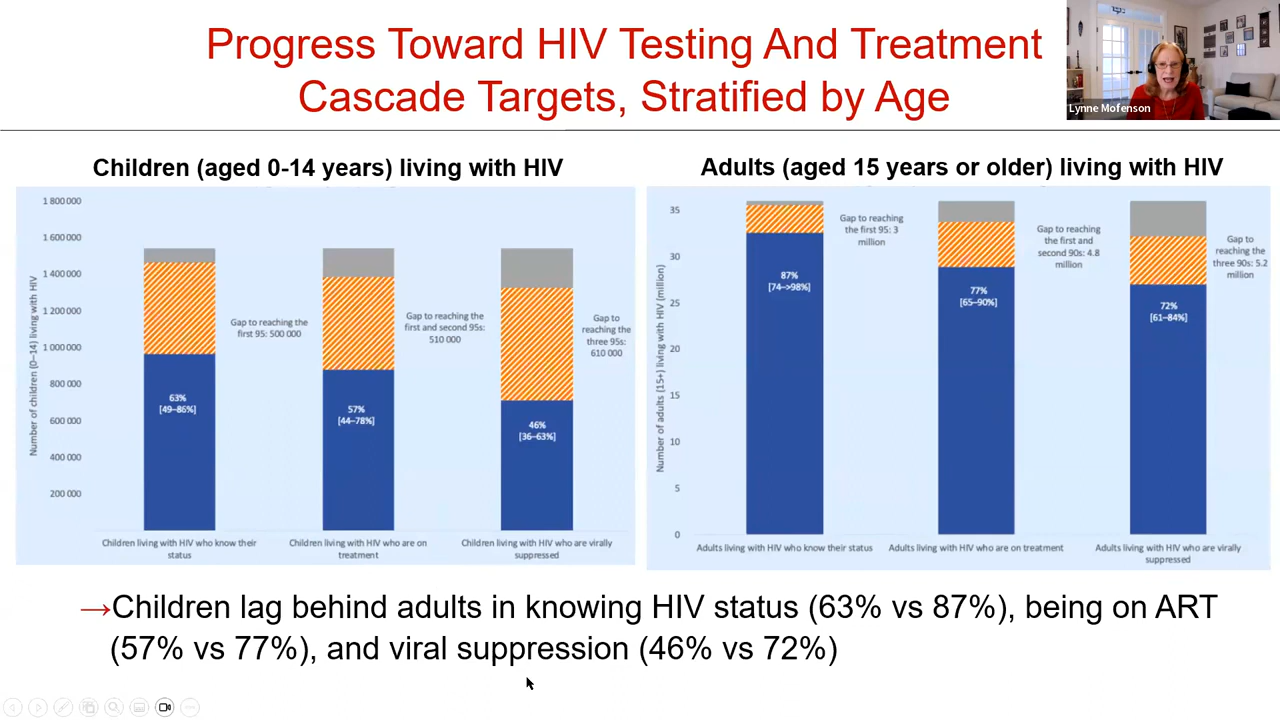 Progress Toward HIV Testing And Treatment
Cascade Targets, Stratified by Age
Lynne Mofenson
Children (aged 0-14 years) living with HIV
Number of children (0–14) living with HIV
1 800 000
1 600 000
1 400 000
1 200 000
1 000 000
800 000
600 000
400 000
200 000
63%
[49–86%]
Gap to reaching the
first 95: 500 000
57%
[44–78%]
Gap to reaching the
first and second 95s:
510 000
46%
[36–63%]
Gap to
reaching the
three 95s:
610 000
Children living with HIV who know their
status
Children living with HIV who are on
treatment
Children living with HIV who are virally
suppressed
Adults (aged 15 years or older) living with HIV
Number of adults (15+) living with HIV (million)
35
30
25
20
15
10
5
0
87%
[74–>98%]
Gap to reaching
the first 95: 3
million
77%
[65–90%]
Gap to reaching
the first and
second 90s: 4.8
million
72%
[61–84%]
Gap to
reaching the
three 90s: 5.2
million
Adults living with HIV who know their status
Adults living with HIV who are on treatment
Adults living with HIV who are virally
suppressed
→Children lag behind adults in knowing HIV status (63% vs 87%), being on ART
(57% vs 77%), and viral suppression (46% vs 72%)